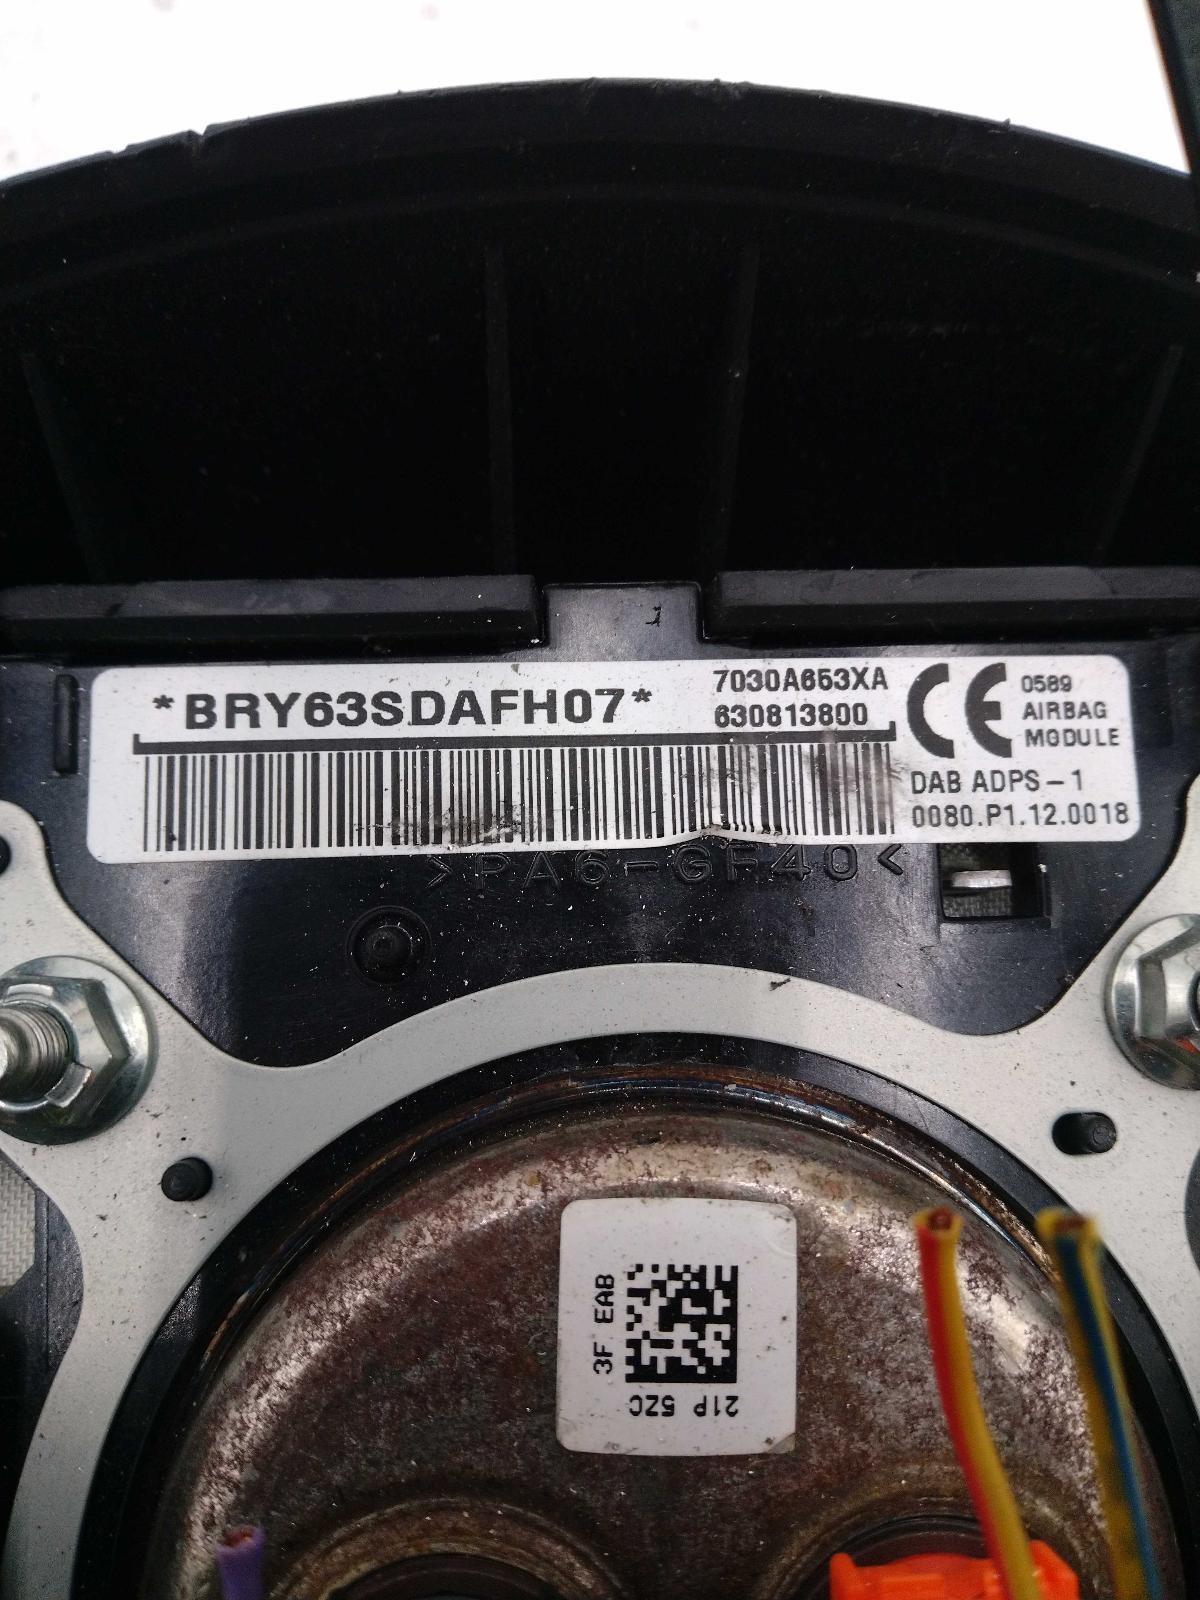 *BRY63SDAFH07*
7030A653XA
630813800
CE
0589
AIRBAG
MODULE
DAB ADPS-1
0080.P1.12.0018
>PA6-GF40<
3F EAB
21P 5ZC